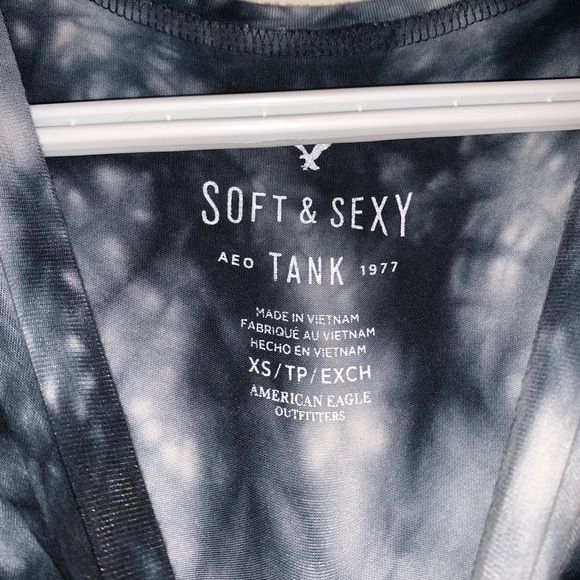 SOFT & SEXY
AEO TANK 1977
MADE IN VIETNAM
FABRIQUÉ AU VIETNAM
HECHO EN VIETNAM
XS/TP/EXCH
AMERICAN EAGLE
OUTFITTERS